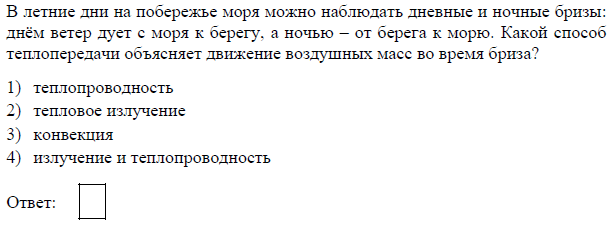 В летние дни на побережье моря можно наблюдать дневные и ночные бризы:
днём ветер дует с моря к берегу, а ночью – от берега к морю. Какой способ
теплопередачи объясняет движение воздушных масс во время бриза?
1) теплопроводность
2) тепловое излучение
3) конвекция
4) излучение и теплопроводность
Ответ: